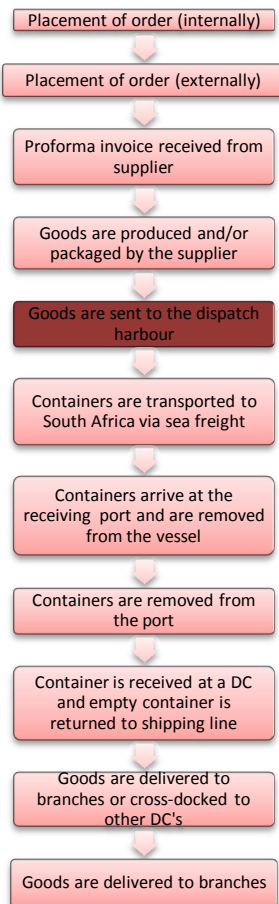 Placement of order (internally)
Placement of order (externally)
Proforma invoice received from
supplier
Goods are produced and/or
packaged by the supplier
Goods are sent to the dispatch
harbour
Containers are transported to
South Africa via sea freight
Containers arrive at the
receiving port and are removed
from the vessel
Containers are removed from
the port
Container is received at a DC
and empty container is
returned to shipping line
Goods are delivered to
branches or cross-docked to
other DC's
Goods are delivered to branches